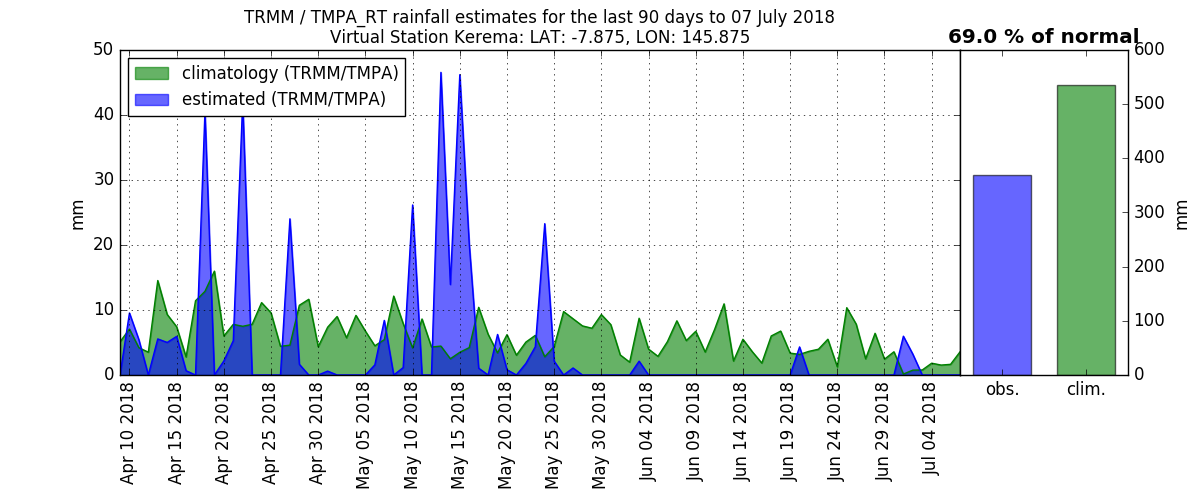 TRMM / TMPA_RT rainfall estimates for the last 90 days to 07 July 2018
Virtual Station Kerema: LAT: -7.875, LON: 145.875
69.0 % of normal
climatology (TRMM/TMPA)
estimated (TRMM/TMPA)
50
40
30
20
10
0
mm
Apr 10 2018
Apr 15 2018
Apr 20 2018
Apr 25 2018
Apr 30 2018
May 05 2018
May 10 2018
May 15 2018
May 20 2018
May 25 2018
May 30 2018
Jun 04 2018
Jun 09 2018
Jun 14 2018
Jun 19 2018
Jun 24 2018
Jun 29 2018
Jul 04 2018
obs.
clim.
600
500
400
300
200
100
0
mm